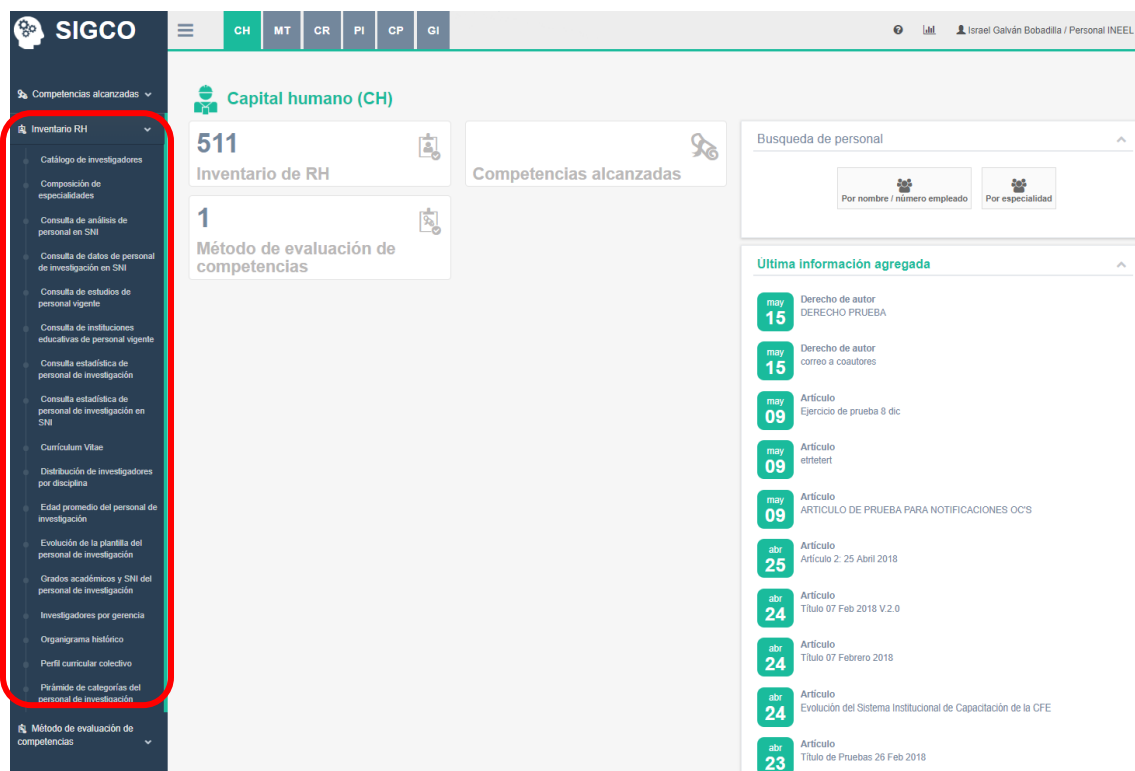 SIGCO
CH MT CR PI CP GI
Israel Galván Bobadilla / Personal INEEL
Competencias alcanzadas
Inventario RH
Catálogo de investigadores
Composición de
especialidades
Consulta de análisis de
personal en SNI
Consulta de datos de personal
de investigación en SNI
Consulta de estudios de
personal vigente
Consulta de instituciones
educativas de personal vigente
Consulta estadística de
personal de investigación
Consulta estadística de
personal de investigación en
SNI
Currículum Vitae
Distribución de investigadores
por disciplina
Edad promedio del personal de
investigación
Evolución de la plantilla del
personal de investigación
Grados académicos y SNI del
personal de investigación
Investigadores por gerencia
Organigrama histórico
Perfil curricular colectivo
Pirámide de categorías del
personal de investigación
Método de evaluación de
competencias
Capital humano (CH)
511
Inventario de RH
Competencias alcanzadas
1
Método de evaluación de
competencias
Busqueda de personal
Por nombre / número empleado
Por especialidad
Última información agregada
may
15
Derecho de autor
DERECHO PRUEBA
may
15
Derecho de autor
correo a coautores
may
09
Artículo
Ejercicio de prueba 8 dic
may
09
Artículo
etrtetert
may
09
Artículo
ARTICULO DE PRUEBA PARA NOTIFICACIONES OC'S
abr
25
Artículo
Artículo 2: 25 Abril 2018
abr
24
Artículo
Título 07 Feb 2018 V.2.0
abr
24
Artículo
Título 07 Febrero 2018
abr
24
Artículo
Evolución del Sistema Institucional de Capacitación de la CFE
abr
23
Artículo
Título de Pruebas 26 Feb 2018